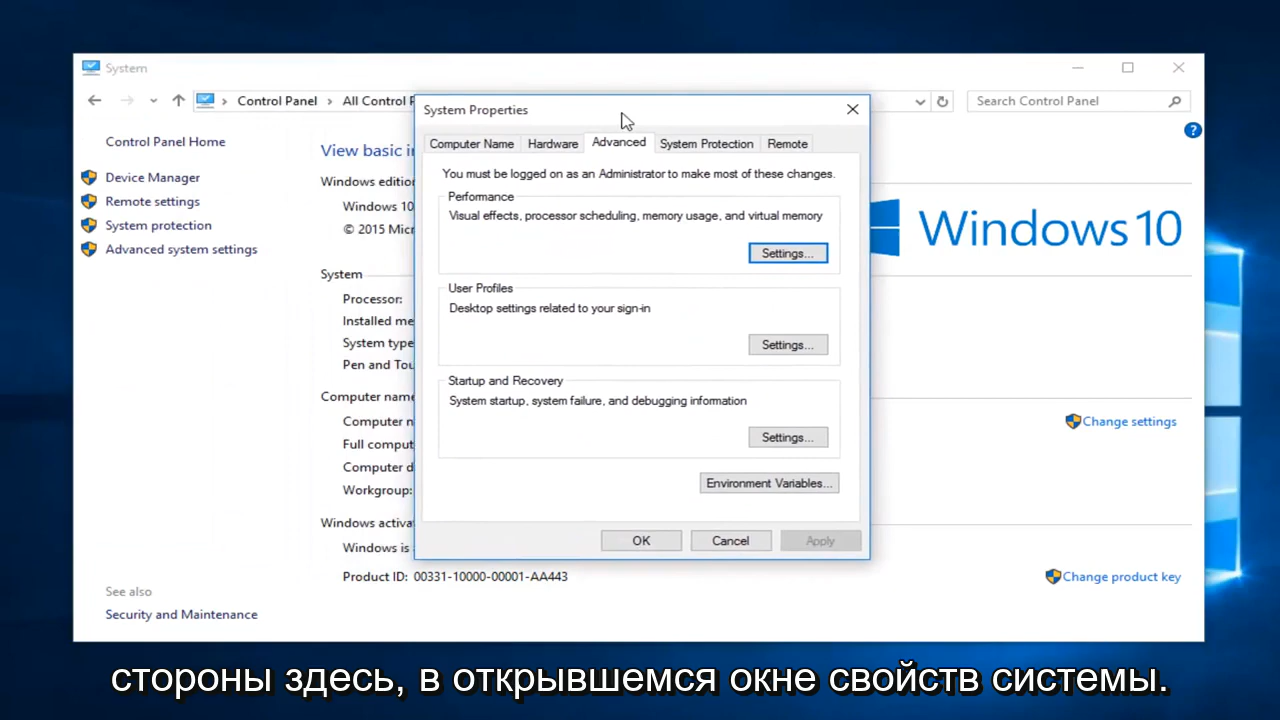 System
Control Panel > All Control P
Search Control Panel
System Properties
Computer Name Hardware Advanced System Protection Remote
You must be logged on as an Administrator to make most of these changes.
Performance
Visual effects, processor scheduling, memory usage, and virtual memory
Settings...
User Profiles
Desktop settings related to your sign-in
Settings...
Startup and Recovery
System startup, system failure, and debugging information
Settings...
Environment Variables...
OK Cancel Apply
Control Panel Home
Device Manager
Remote settings
System protection
Advanced system settings
See also
Security and Maintenance
View basic i
Windows edition
Windows 10
© 2015 Micr
Windows 10
System
Processor:
Installed me
System type
Pen and Tou
Computer name
Computer n
Full comput
Computer d
Workgroup:
Change settings
Windows activa
Windows is
Product ID: 00331-10000-00001-AA443
Change product key
стороны здесь, в открывшемся окне свойств системы.